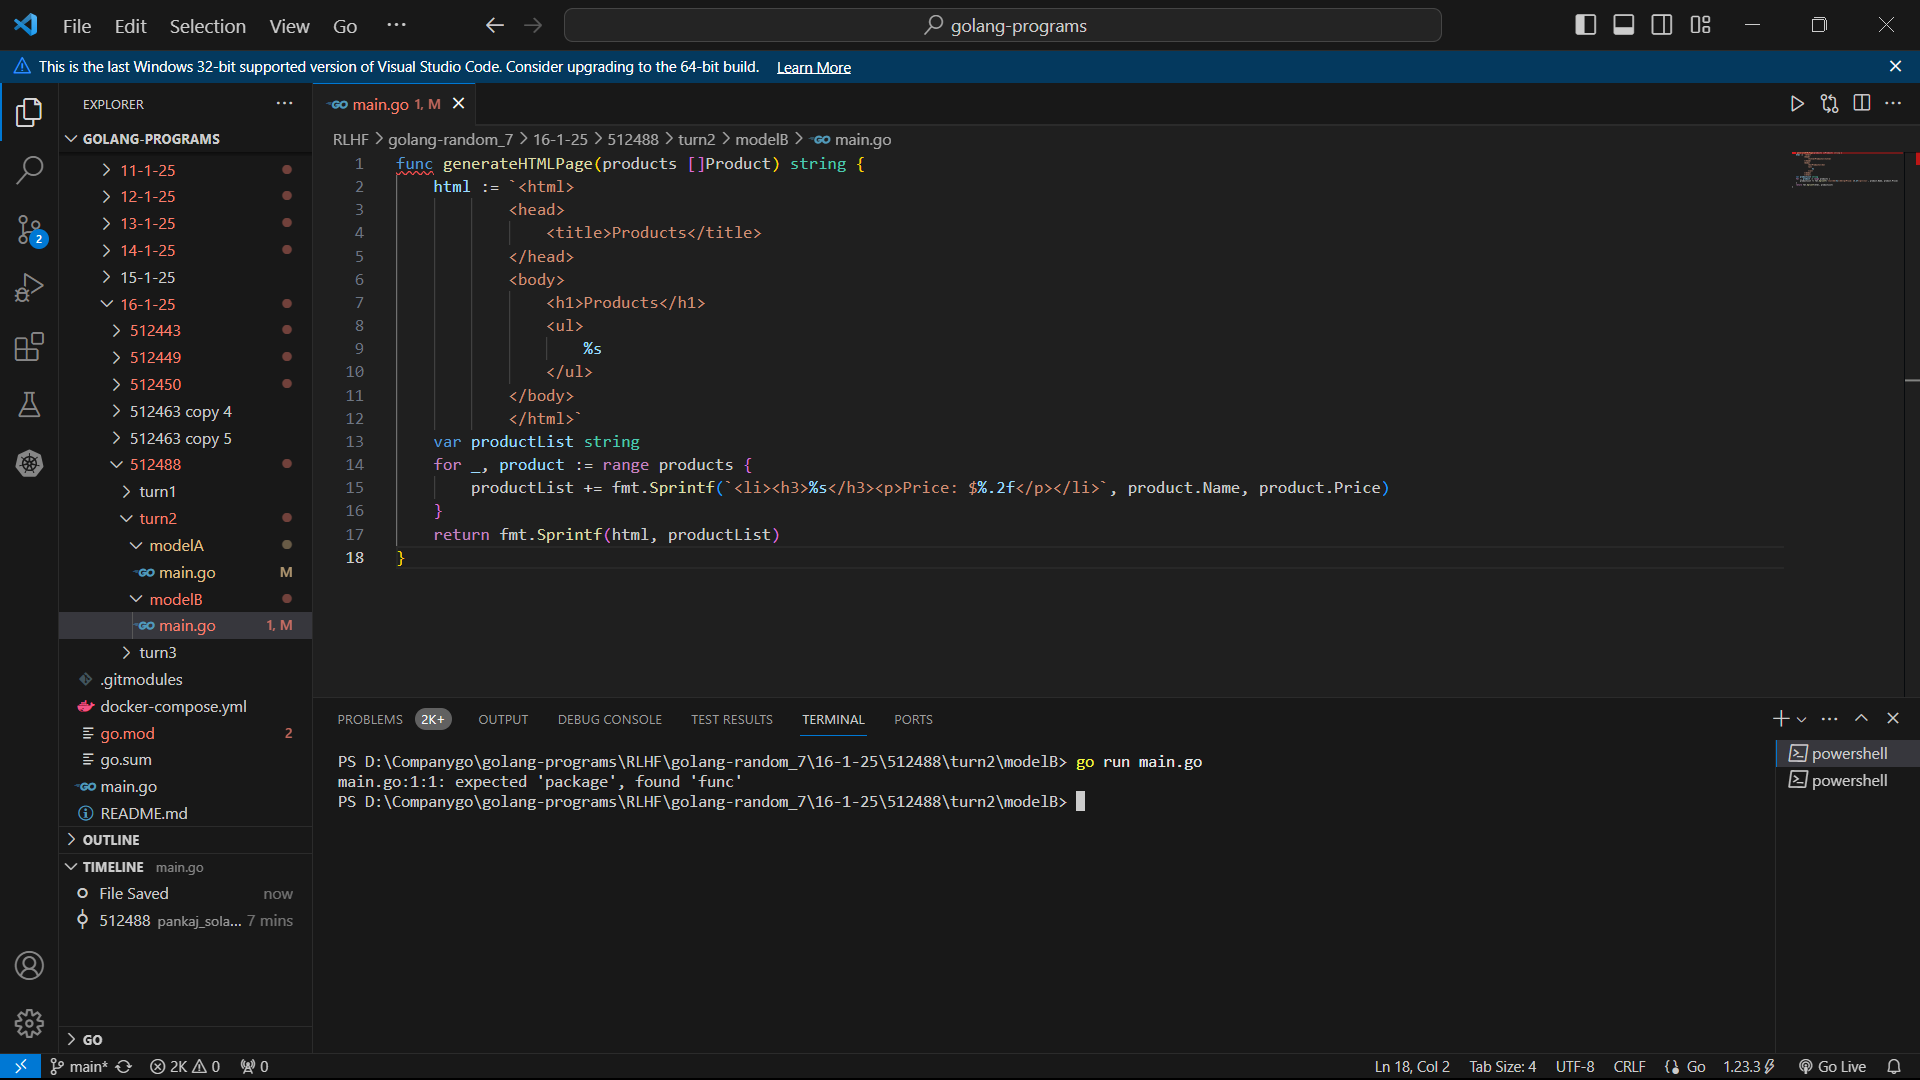 File Edit Selection View Go ··· golang-programs
This is the last Windows 32-bit supported version of Visual Studio Code. Consider upgrading to the 64-bit build. Learn More
EXPLORER ···
GOLANG-PROGRAMS
11-1-25
12-1-25
13-1-25
14-1-25
15-1-25
16-1-25
512443
512449
512450
512463 copy 4
512463 copy 5
512488
turn1
turn2
modelA
GO main.go M
modelB
GO main.go 1, M
turn3
.gitmodules
docker-compose.yml
go.mod 2
go.sum
GO main.go
README.md
OUTLINE
TIMELINE main.go
File Saved now
512488 pankaj_sola... 7 mins
GO
2
GO main.go 1, M
RLHF > golang-random_7 > 16-1-25 > 512488 > turn2 > modelB > GO main.go
1 func generateHTMLPage(products []Product) string {
2 html := `<html>
3 <head>
4 <title>Products</title>
5 </head>
6 <body>
7 <h1>Products</h1>
8 <ul>
9 %s
10 </ul>
11 </body>
12 </html>`
13 var productList string
14 for _, product := range products {
15 productList += fmt.Sprintf(`<li><h3>%s</h3><p>Price: $%.2f</p></li>`, product.Name, product.Price)
16 }
17 return fmt.Sprintf(html, productList)
18 }
PROBLEMS 2K+ OUTPUT DEBUG CONSOLE TEST RESULTS TERMINAL PORTS
PS D:\Companygo\golang-programs\RLHF\golang-random_7\16-1-25\512488\turn2\modelB> go run main.go
main.go:1:1: expected 'package', found 'func'
PS D:\Companygo\golang-programs\RLHF\golang-random_7\16-1-25\512488\turn2\modelB>
powershell
powershell
main* 2K 0 0 Ln 18, Col 2 Tab Size: 4 UTF-8 CRLF Go 1.23.3 Go Live